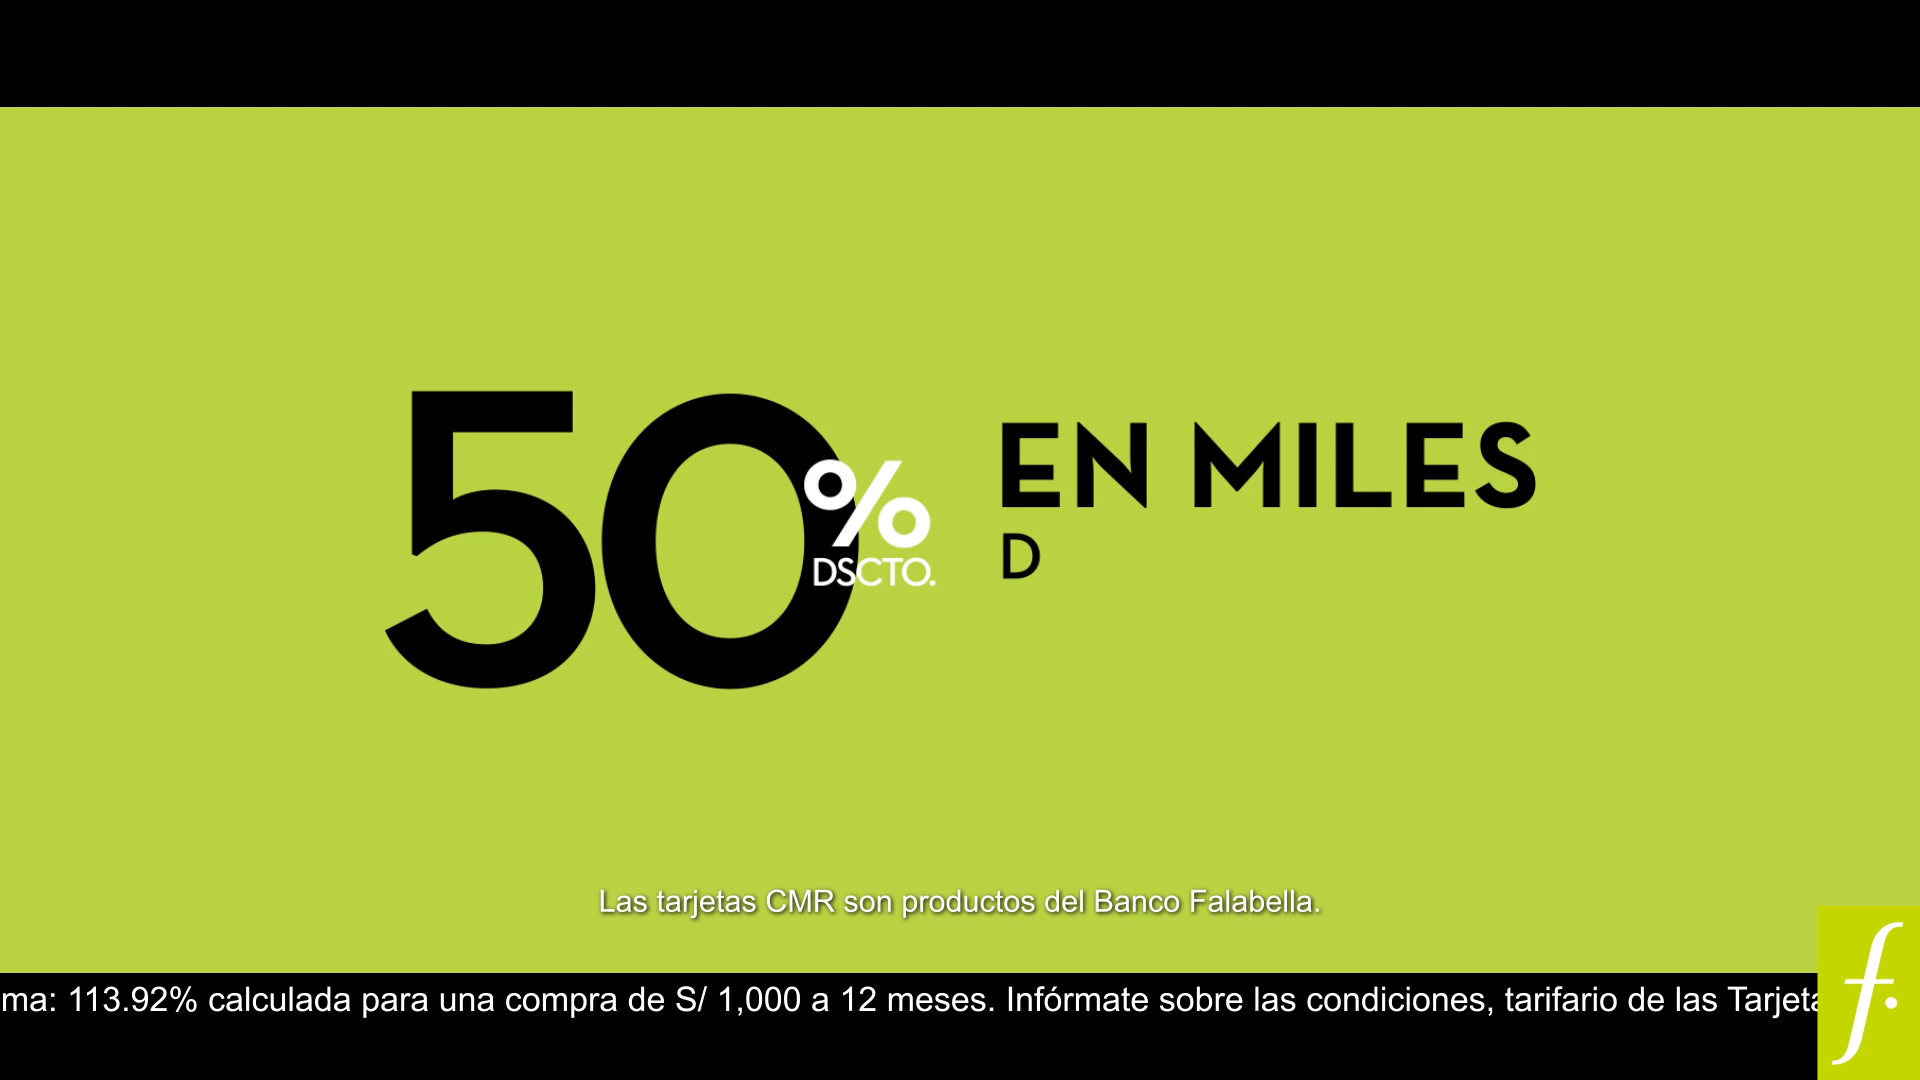 50% DSCTO.
EN MILES
D
Las tarjetas CMR son productos del Banco Falabella.
ma: 113.92% calculada para una compra de S/ 1,000 a 12 meses. Infórmate sobre las condiciones, tarifario de las Tarjeta
f.